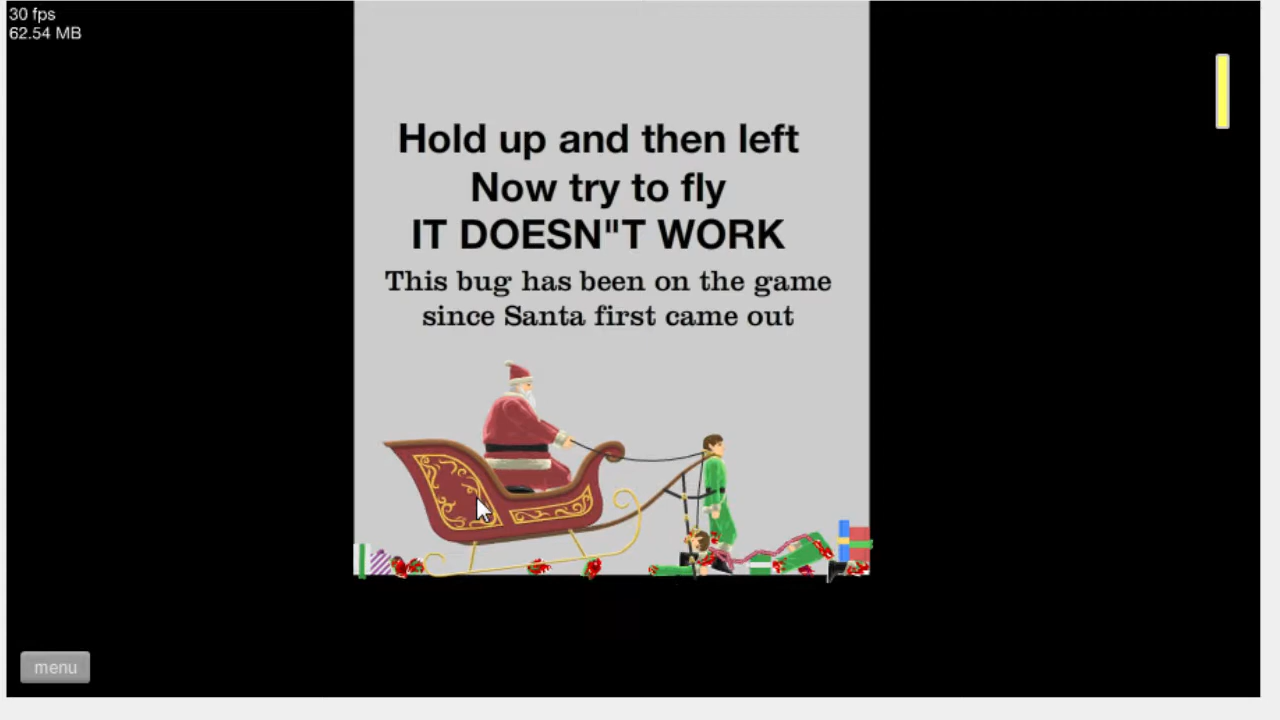 30 fps
62.54 MB
Hold up and then left
Now try to fly
IT DOESN"T WORK
This bug has been on the game
since Santa first came out
menu